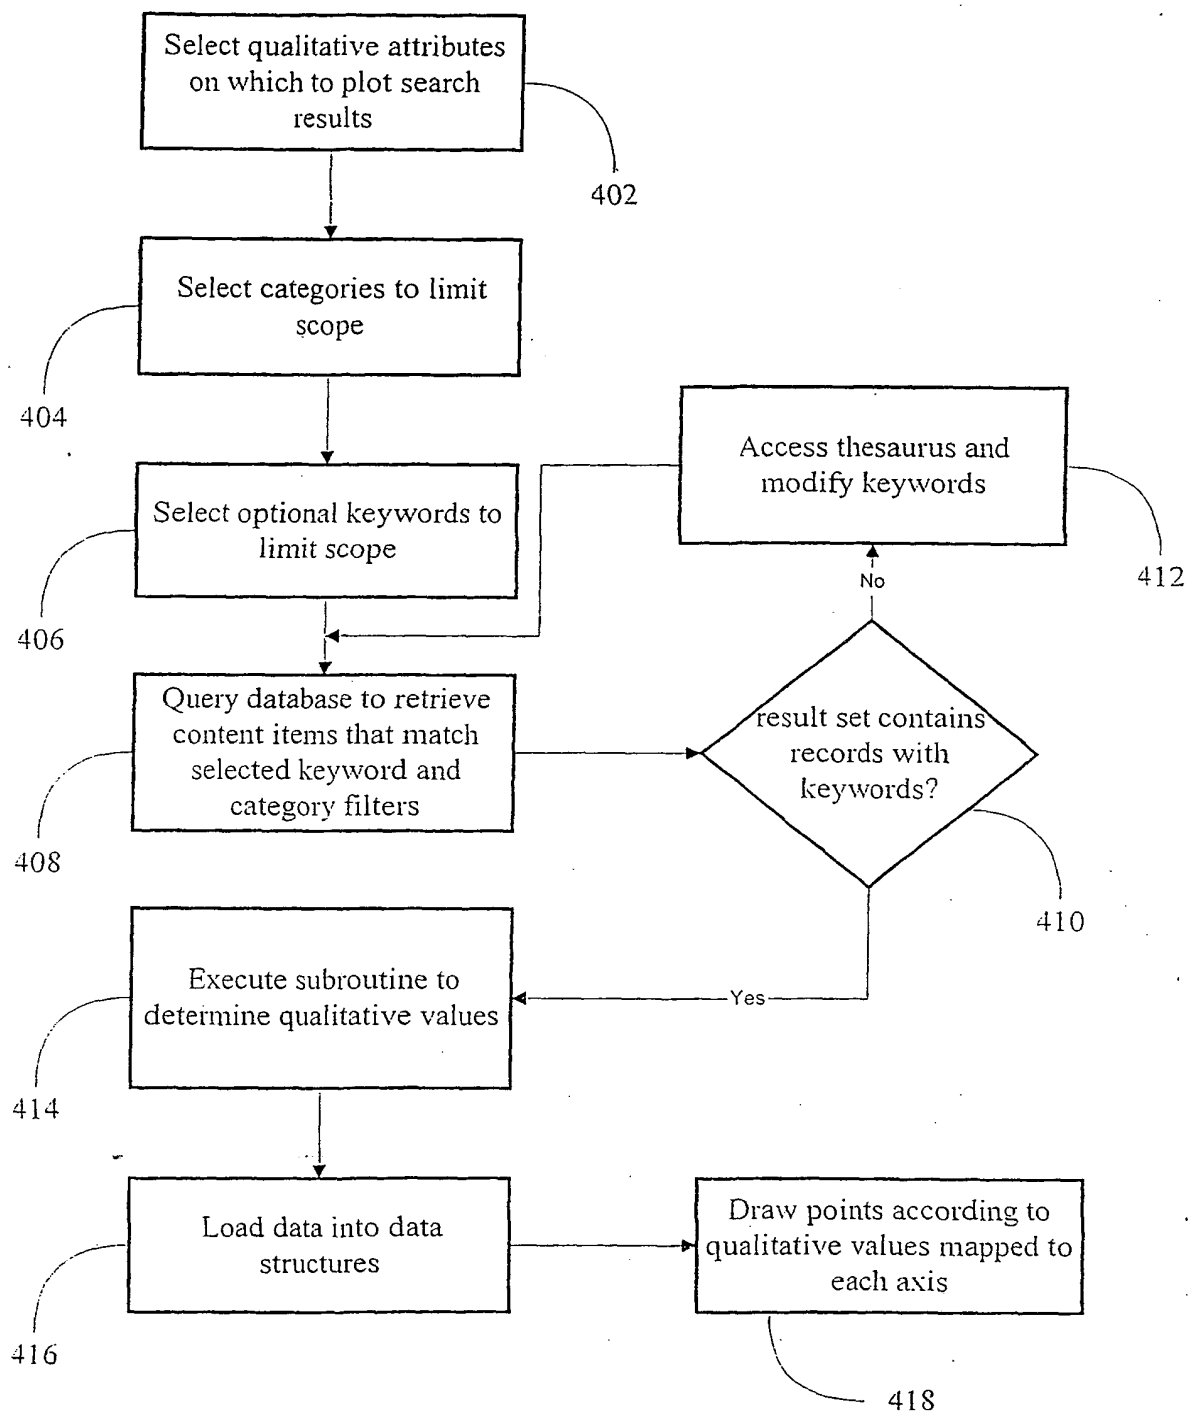 Select qualitative attributes
on which to plot search
results
402
Select categories to limit
scope
404
Access thesaurus and
modify keywords
412
Select optional keywords to
limit scope
406
No
Query database to retrieve
content items that match
selected keyword and
category filters
408
result set contains
records with
keywords?
410
Execute subroutine to
determine qualitative values
414
Yes
Load data into data
structures
416
Draw points according to
qualitative values mapped to
each axis
418